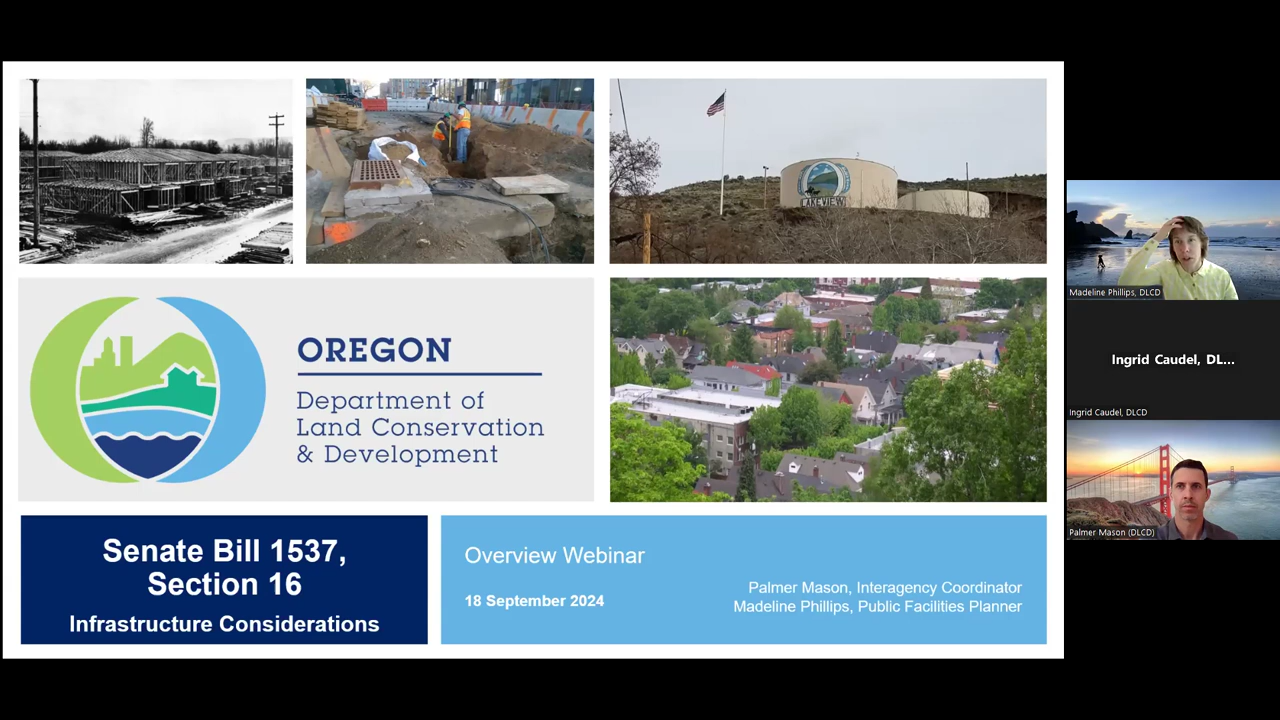 LAKEVIEW
OREGON
Department of
Land Conservation
& Development
Senate Bill 1537,
Section 16
Infrastructure Considerations
Overview Webinar
18 September 2024
Palmer Mason, Interagency Coordinator
Madeline Phillips, Public Facilities Planner
Madeline Phillips, DLCD
Ingrid Caudel, DL...
Ingrid Caudel, DLCD
Palmer Mason (DLCD)